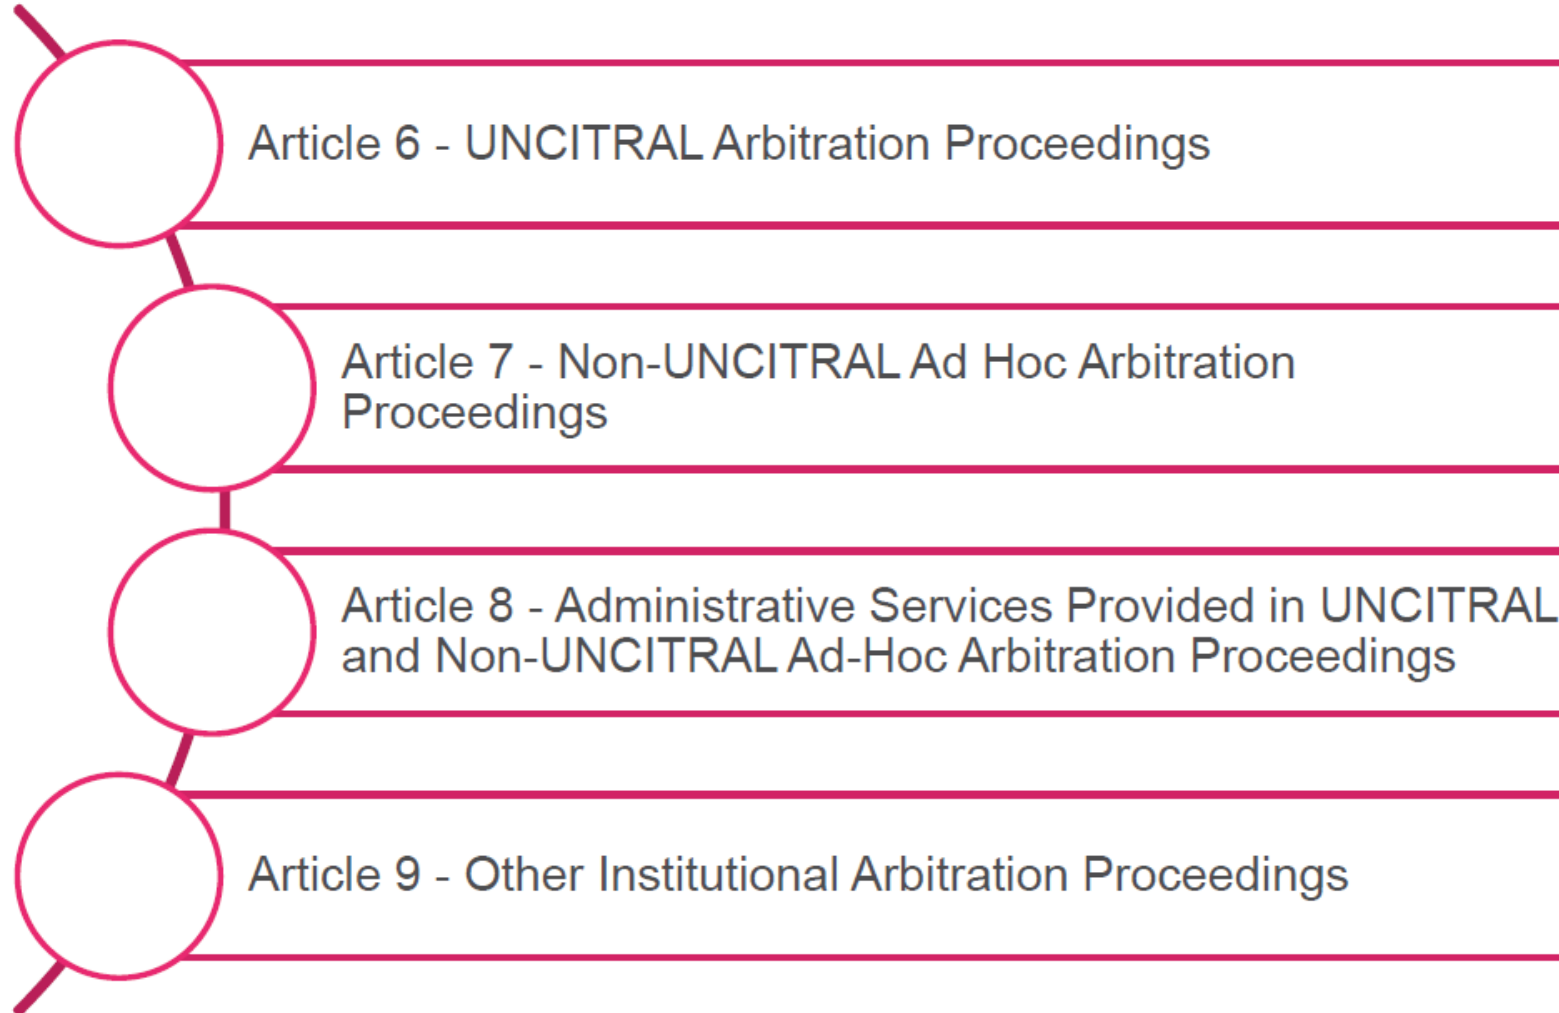 Article 6 - UNCITRAL Arbitration Proceedings
Article 7 - Non-UNCITRAL Ad Hoc Arbitration
Proceedings
Article 8 - Administrative Services Provided in UNCITRAL
and Non-UNCITRAL Ad-Hoc Arbitration Proceedings
Article 9 - Other Institutional Arbitration Proceedings